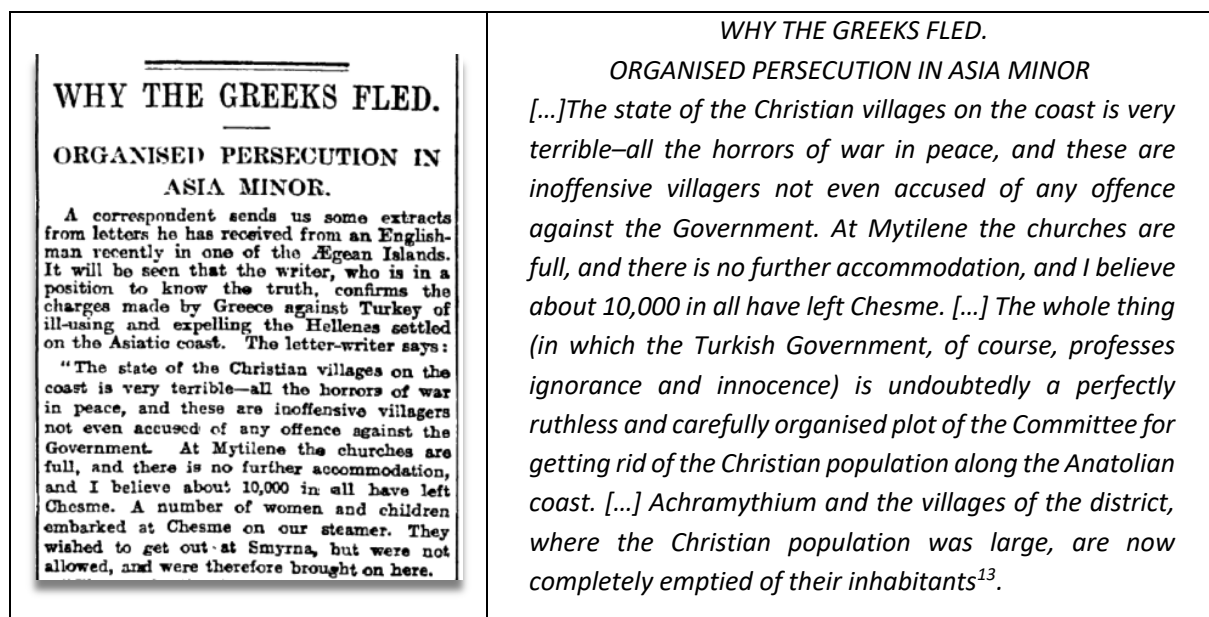 WHY THE GREEKS FLED.
ORGANISED PERSECUTION IN
ASIA MINOR.
A correspondent sends us some extracts
from letters he has received from an English-
man recently in one of the Ægean Islands.
It will be seen that the writer, who is in a
position to know the truth, confirms the
charges made by Greece against Turkey of
ill-using and expelling the Hellenes settled
on the Asiatic coast. The letter-writer says:
"The state of the Christian villages on the
coast is very terrible—all the horrors of war
in peace, and these are inoffensive villagers
not even accused of any offence against the
Government. At Mytilene the churches are
full, and there is no further accommodation,
and I believe about 10,000 in all have left
Chesme. A number of women and children
embarked at Chesme on our steamer. They
wished to get out at Smyrna, but were not
allowed, and were therefore brought on here.
WHY THE GREEKS FLED.
ORGANISED PERSECUTION IN ASIA MINOR
[…]The state of the Christian villages on the coast is very
terrible–all the horrors of war in peace, and these are
inoffensive villagers not even accused of any offence
against the Government. At Mytilene the churches are
full, and there is no further accommodation, and I believe
about 10,000 in all have left Chesme. […] The whole thing
(in which the Turkish Government, of course, professes
ignorance and innocence) is undoubtedly a perfectly
ruthless and carefully organised plot of the Committee for
getting rid of the Christian population along the Anatolian
coast. […] Achramythium and the villages of the district,
where the Christian population was large, are now
completely emptied of their inhabitants13.